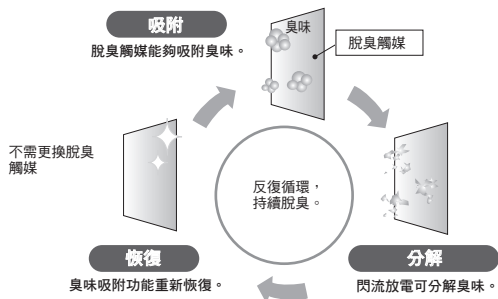 吸附
脫臭觸媒能夠吸附臭味。
臭味
脫臭觸媒
不需更換脫臭
觸媒
反復循環，
持續脫臭。
恢復
臭味吸附功能重新恢復。
分解
閃流放電可分解臭味。